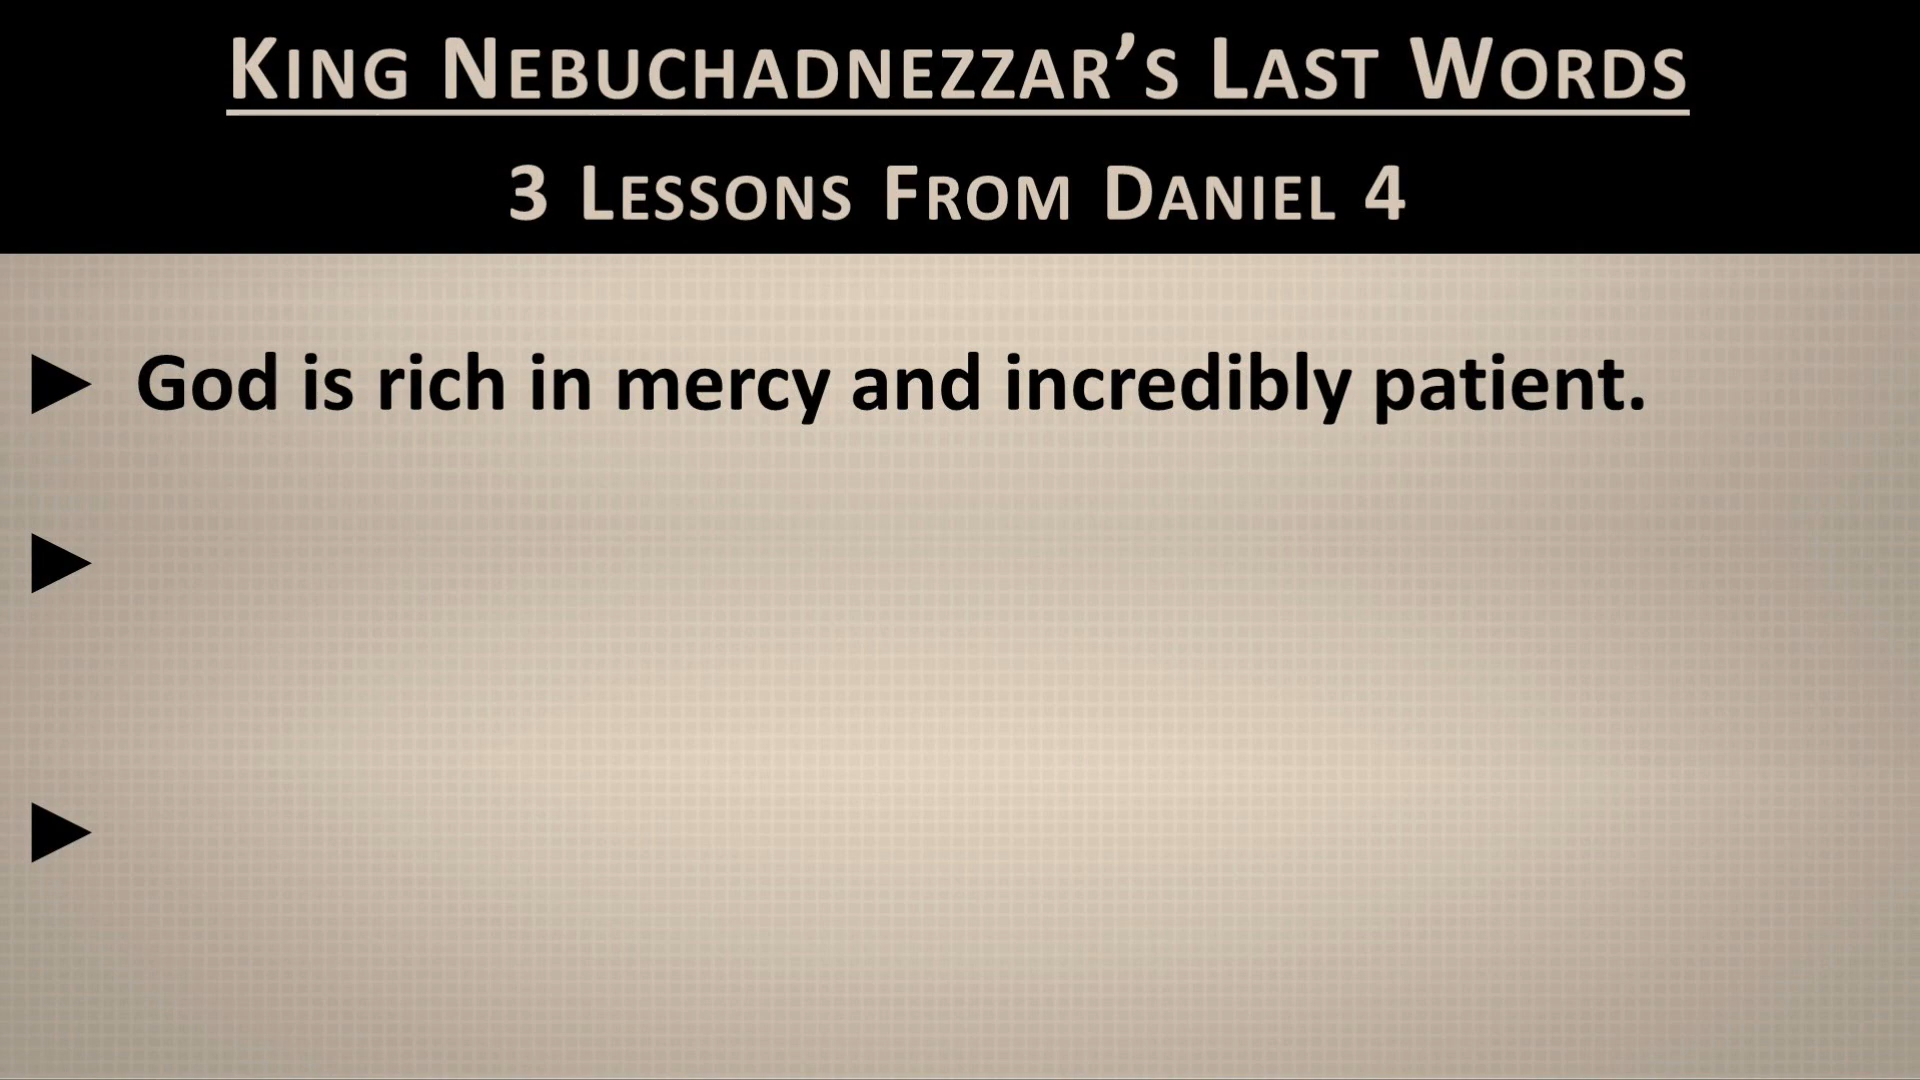 King Nebuchadnezzar’s Last Words
3 Lessons From Daniel 4
► God is rich in mercy and incredibly patient.
►
►